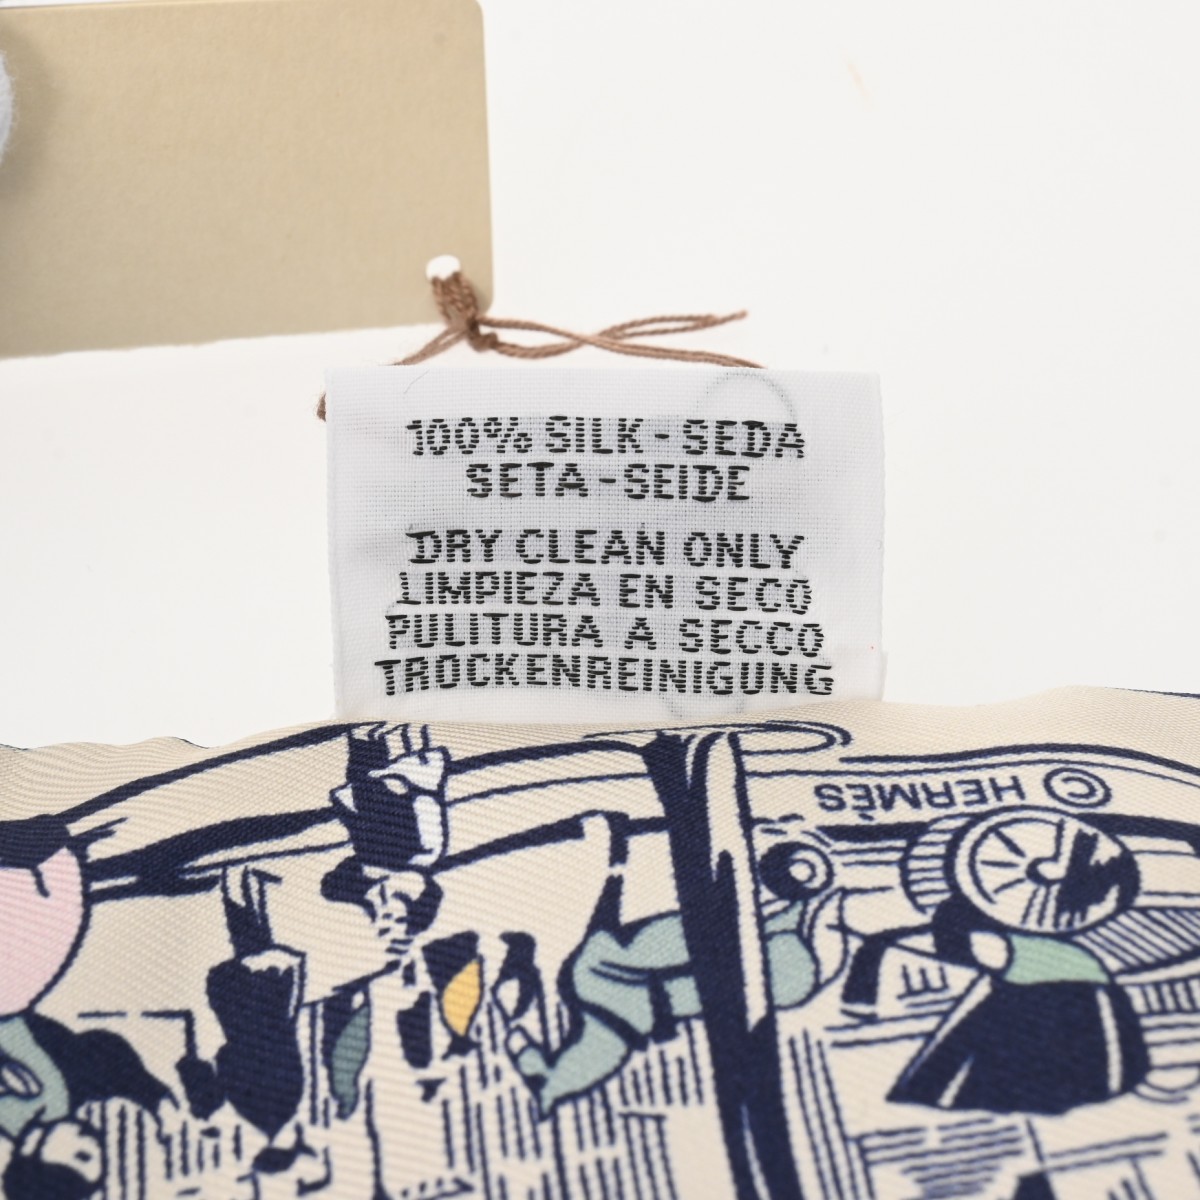 100% SILK - SEDA
SETA - SEIDE
DRY CLEAN ONLY
LIMPIEZA EN SECO
PULITURA A SECCO
TROCKENREINIGUNG
© HERMÈS